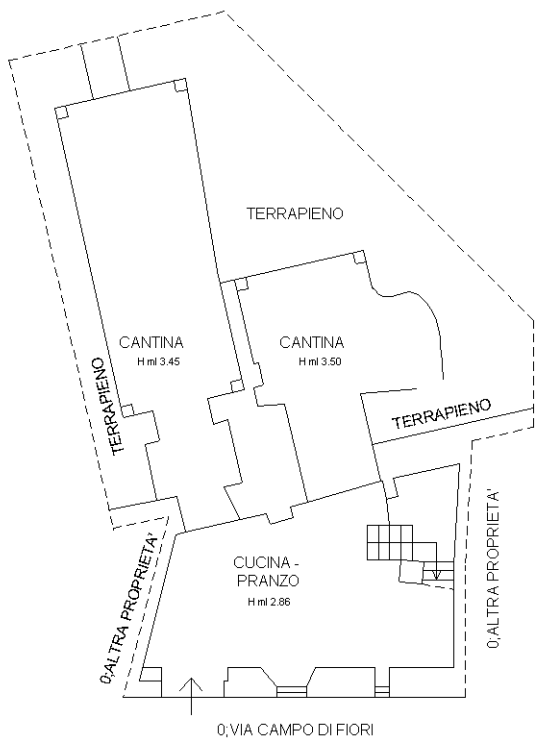 TERRAPIENO
CANTINA
H ml 3.45
CANTINA
H ml 3.50
TERRAPIENO
TERRAPIENO
CUCINA -
PRANZO
H ml 2.86
0;ALTRA PROPRIETA'
0;ALTRA PROPRIETA'
0;VIA CAMPO DI FIORI